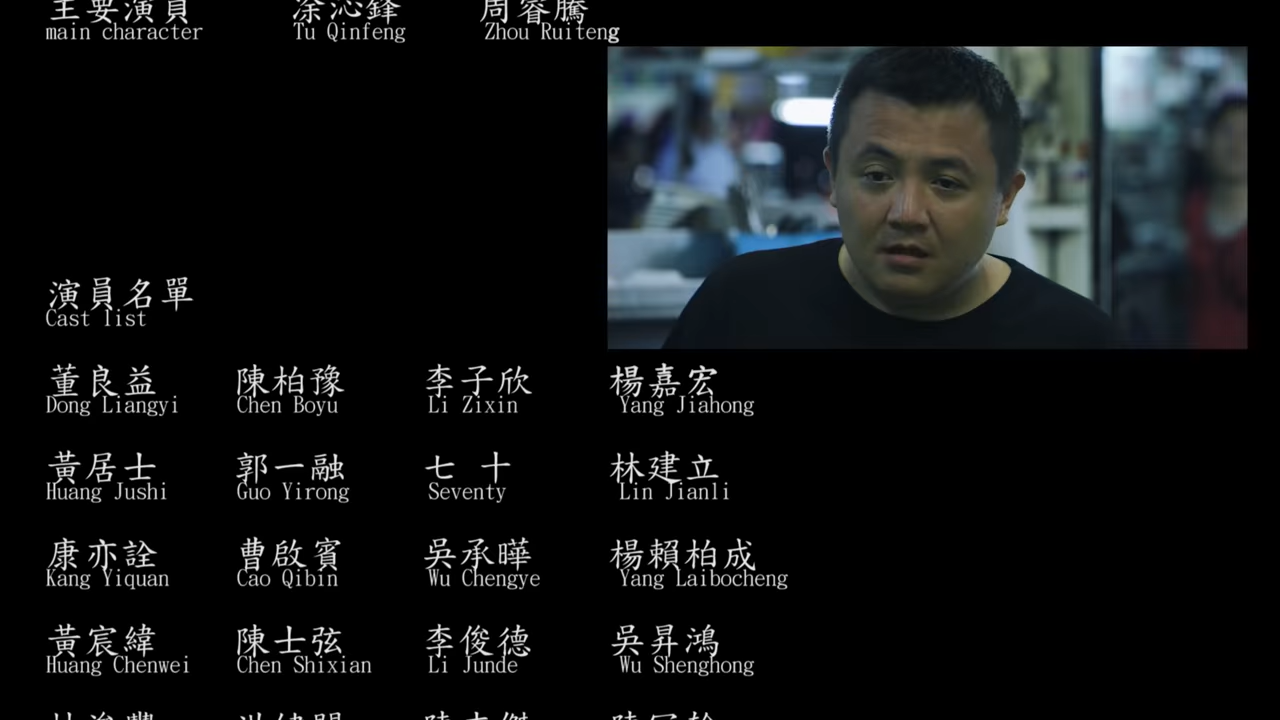 主要演員 涂沁鋒 周睿騰
main character Tu Qinfeng Zhou Ruiteng
演員名單
Cast list
董良益 陳柏豫 李子欣 楊嘉宏
Dong Liangyi Chen Boyu Li Zixin Yang Jiahong
黃居士 郭一融 七 十 林建立
Huang Jushi Guo Yirong Seventy Lin Jianli
康亦詮 曹啟賓 吳承曄 楊賴柏成
Kang Yiquan Cao Qibin Wu Chengye Yang Laibocheng
黃宸緯 陳士弦 李俊德 吳昇鴻
Huang Chenwei Chen Shixian Li Junde Wu Shenghong